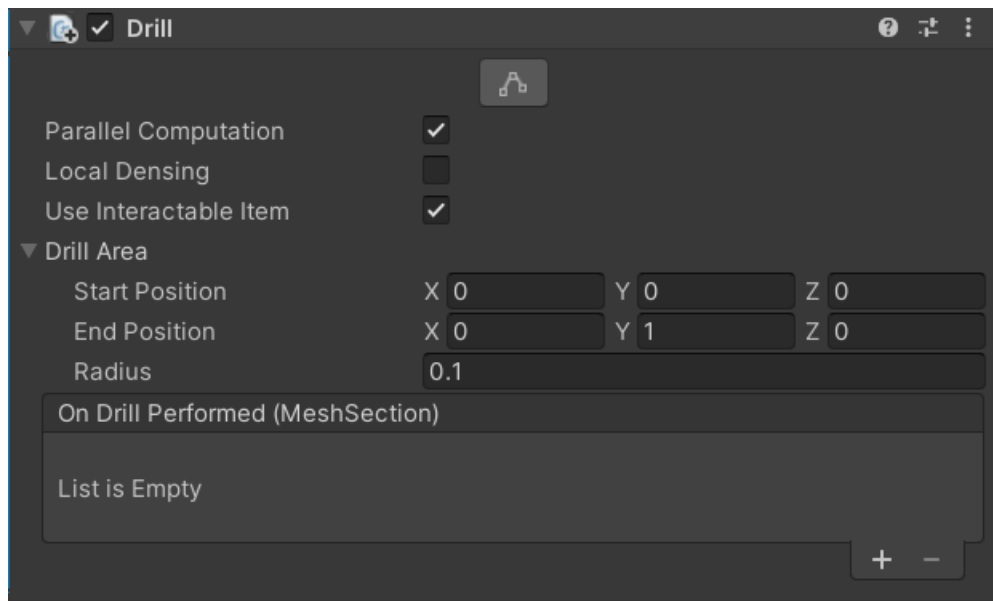 Drill
Parallel Computation
Local Densing
Use Interactable Item
Drill Area
Start Position X 0 Y 0 Z 0
End Position X 0 Y 1 Z 0
Radius 0.1
On Drill Performed (MeshSection)
List is Empty
+ −